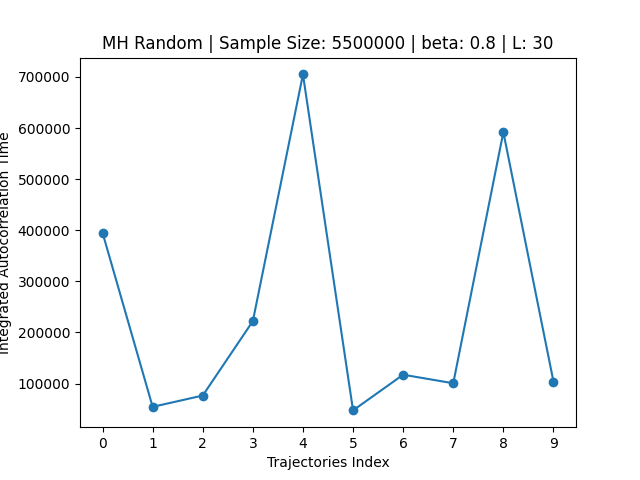 MH Random | Sample Size: 5500000 | beta: 0.8 | L: 30
Integrated Autocorrelation Time
700000
600000
500000
400000
300000
200000
100000
0 1 2 3 4 5 6 7 8 9
Trajectories Index